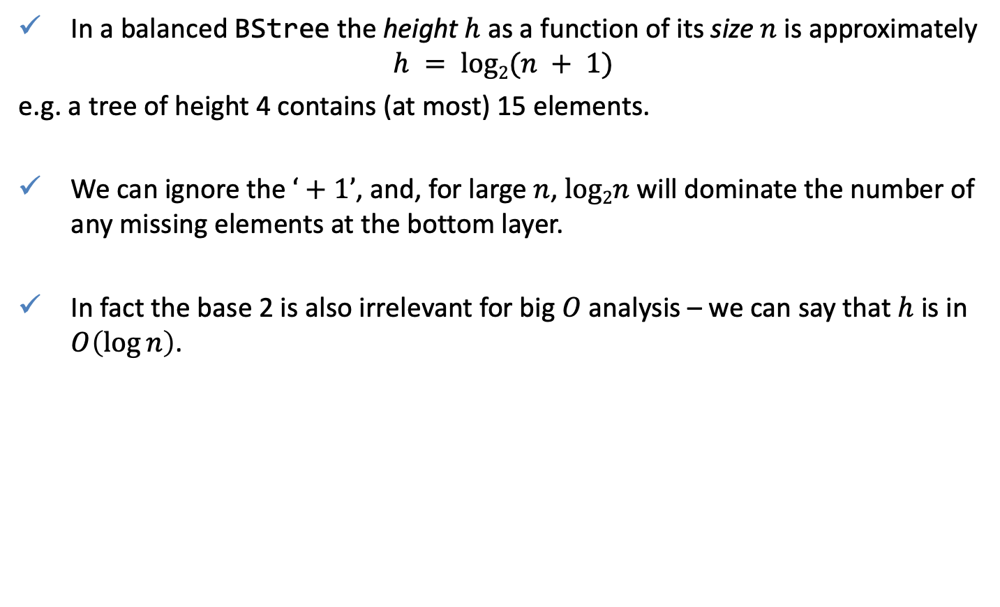 ✓ In a balanced BStree the height h as a function of its size n is approximately
h = log₂(n + 1)
e.g. a tree of height 4 contains (at most) 15 elements.
✓ We can ignore the ‘ + 1’, and, for large n, log₂n will dominate the number of
any missing elements at the bottom layer.
✓ In fact the base 2 is also irrelevant for big O analysis – we can say that h is in
O(log n).